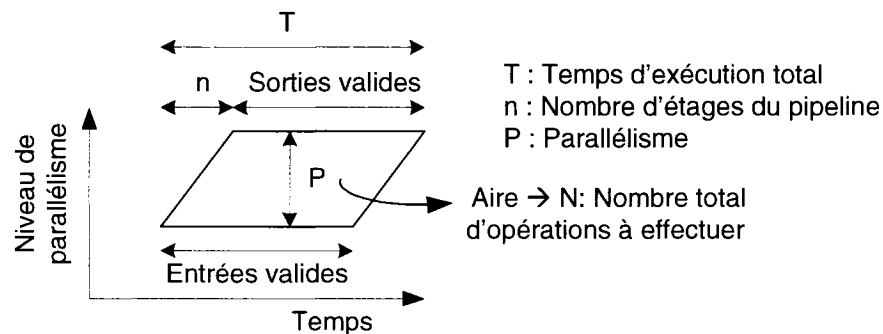 T
n
Sorties valides
T : Temps d'exécution total
n : Nombre d'étages du pipeline
P : Parallélisme
Niveau de
parallélisme
P
Aire → N: Nombre total
d'opérations à effectuer
Entrées valides
Temps